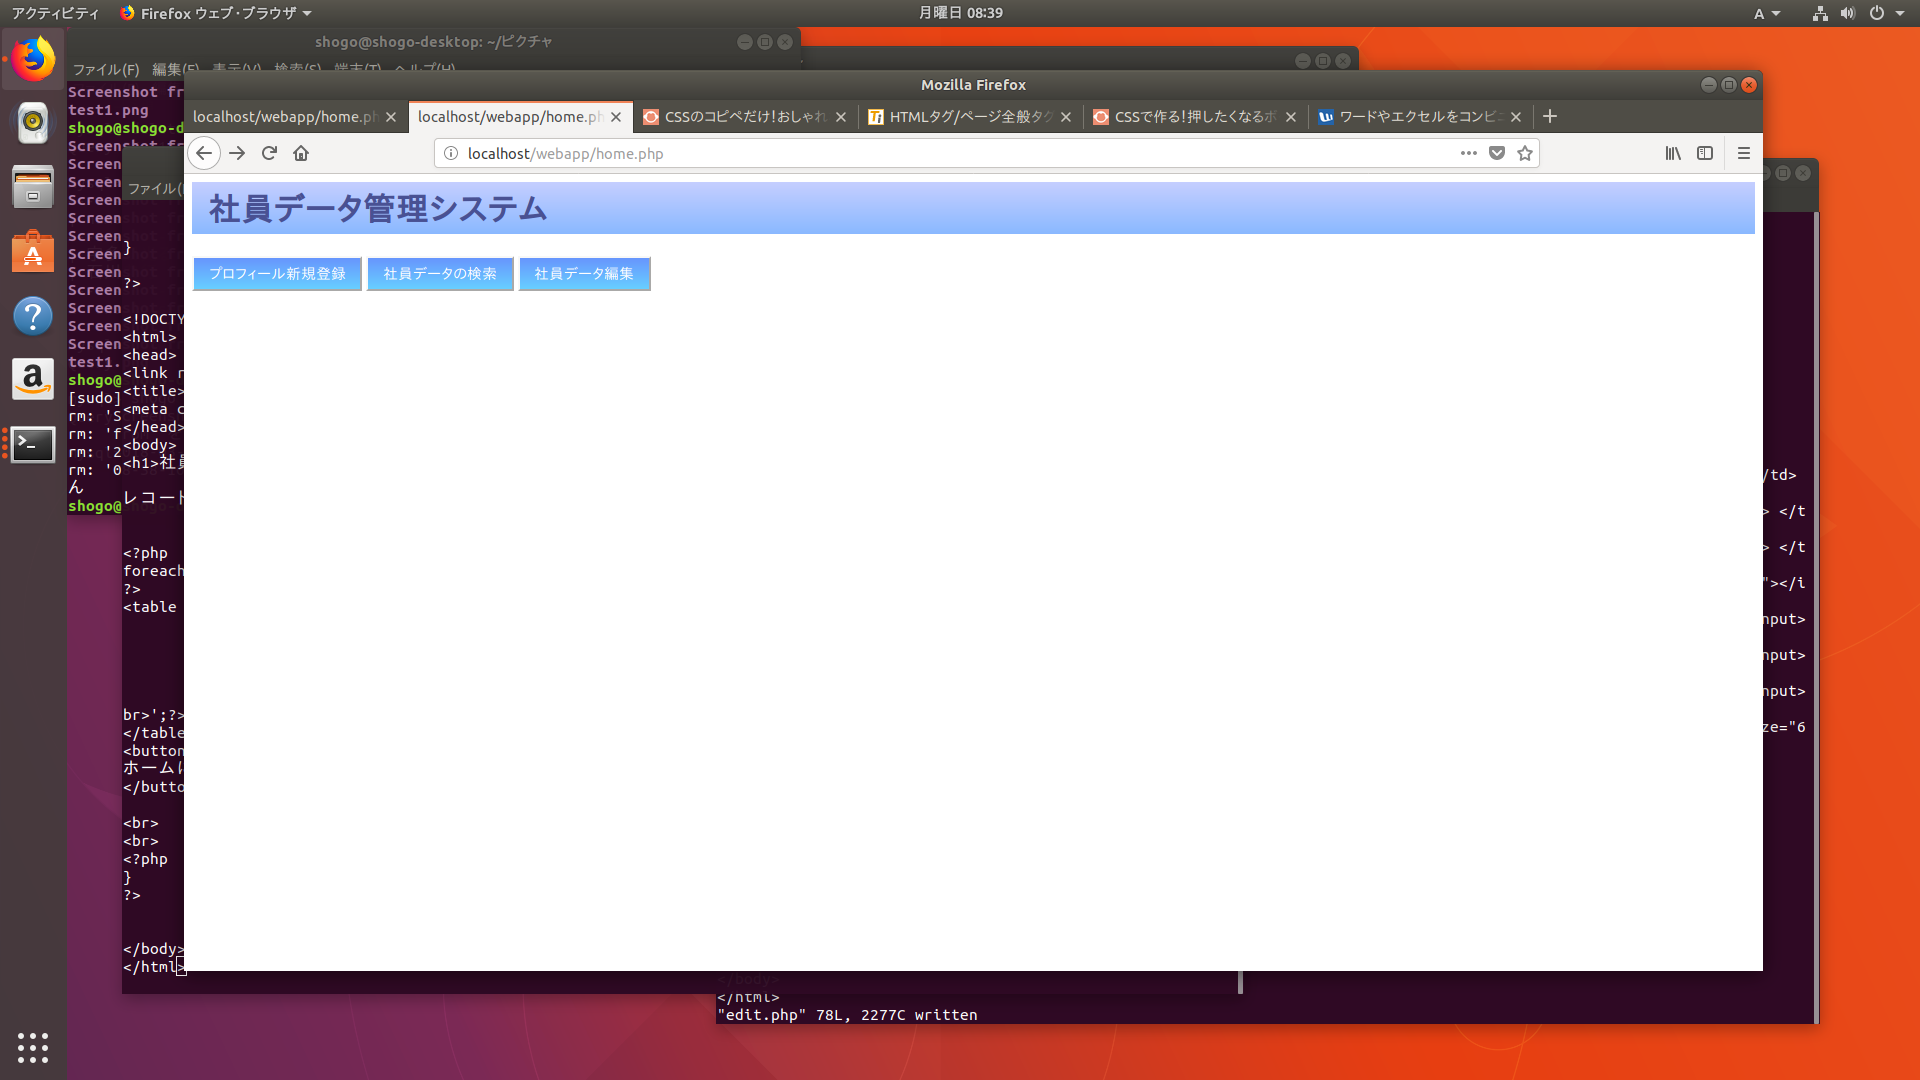 アクティビティ
Firefox ウェブ・ブラウザ
月曜日 08:39
A
shogo@shogo-desktop: ~/ピクチャ
ファイル(F) 編集(E) 表示(V) 検索(S) 端末(T) ヘルプ(H)
Mozilla Firefox
localhost/webapp/home.ph
localhost/webapp/home.ph
CSSのコピペだけ!おしゃれ
HTMLタグ/ページ全般タグ
CSSで作る!押したくなるボ
ワードやエクセルをコンビニ
localhost/webapp/home.php
社員データ管理システム
プロフィール新規登録
社員データの検索
社員データ編集
Screenshot fr
test1.png
shogo@shogo-d
Screenshot fr
Screen
Screen
Screen
Screen
Screen
Screen
Screen
Screen
Screen
Screen
Screen
test1.
shogo@
[sudo]
rm: 'S
rm: 'f
rm: '2
rm: '0
ん
shogo@
ファイル(
}
?>
<!DOCTY
<html>
<head>
<link r
<title>
<meta c
</head>
<body>
<h1>社員
レコード
<?php
foreach
?>
<table
br>';?>
</table
<button
ホームに
</butto
<br>
<br>
<?php
}
?>
</body>
</html>
/td>
> </t
> </t
"></i
nput>
nput>
nput>
ze="6
</body>
</html>
"edit.php" 78L, 2277C written